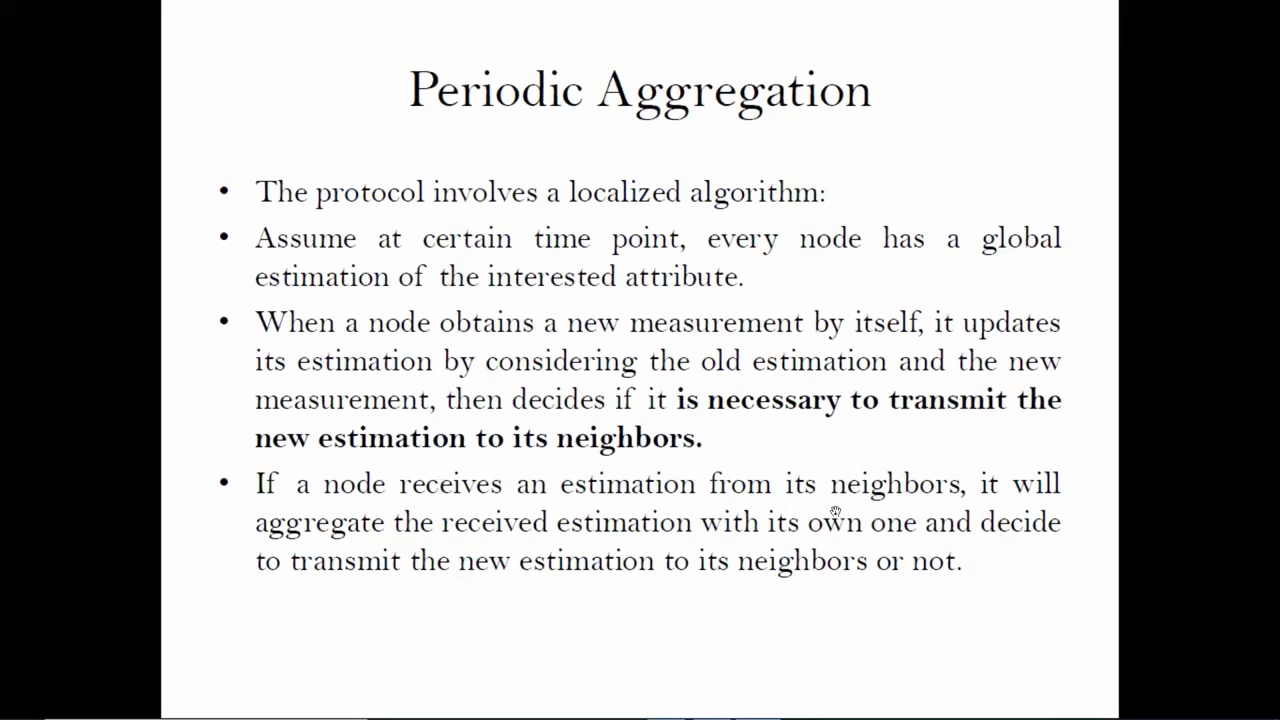 Periodic Aggregation
• The protocol involves a localized algorithm:
• Assume at certain time point, every node has a global
estimation of the interested attribute.
• When a node obtains a new measurement by itself, it updates
its estimation by considering the old estimation and the new
measurement, then decides if it is necessary to transmit the
new estimation to its neighbors.
• If a node receives an estimation from its neighbors, it will
aggregate the received estimation with its own one and decide
to transmit the new estimation to its neighbors or not.